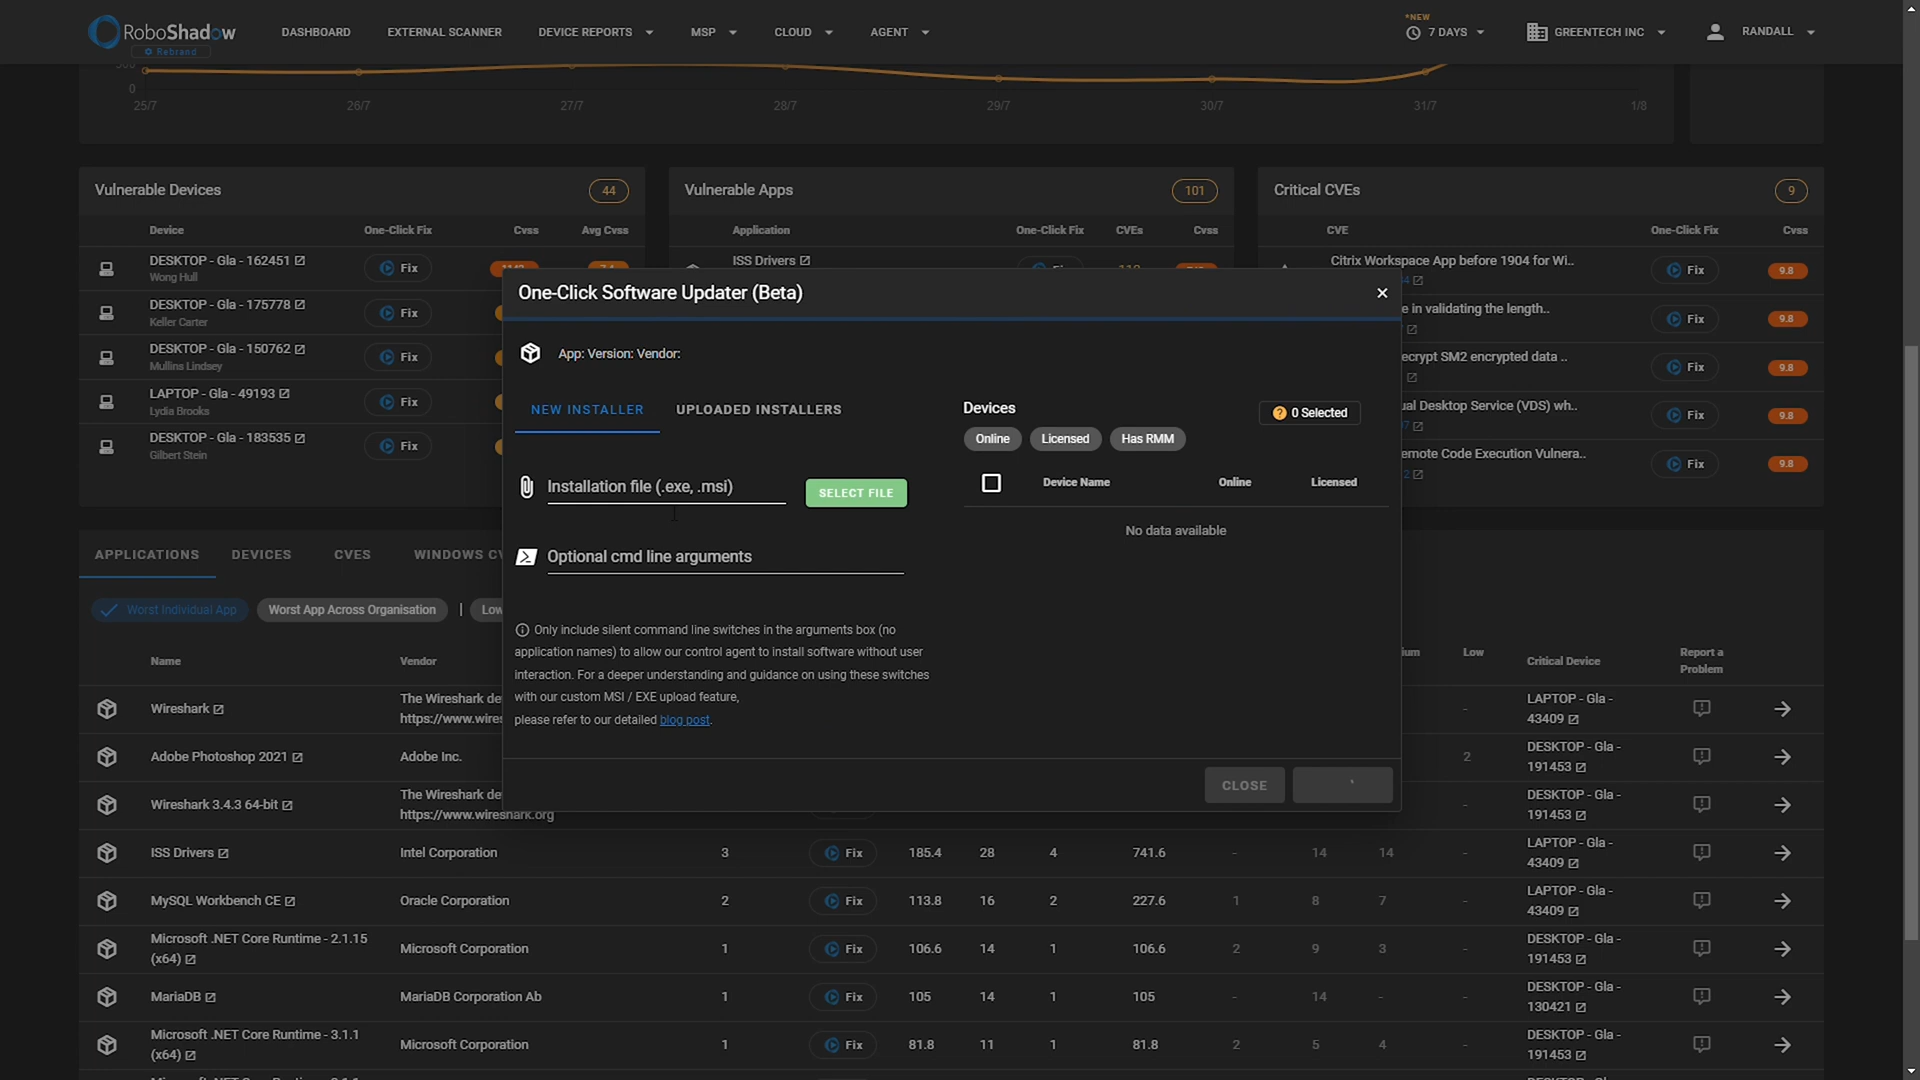 RoboShadow
Rebrand
DASHBOARD
EXTERNAL SCANNER
DEVICE REPORTS
MSP
CLOUD
AGENT
*NEW
7 DAYS
GREENTECH INC
RANDALL
0
25/7 26/7 27/7 28/7 29/7 30/7 31/7 1/8
Vulnerable Devices 44
Device One-Click Fix Cvss Avg Cvss
DESKTOP - Gla - 162451
Wong Hull
Fix
DESKTOP - Gla - 175778
Keller Carter
Fix
DESKTOP - Gla - 150762
Mullins Lindsey
Fix
LAPTOP - Gla - 49193
Lydia Brooks
Fix
DESKTOP - Gla - 183535
Gilbert Stein
Fix
Vulnerable Apps 101
Application One-Click Fix CVEs Cvss
ISS Drivers
Critical CVEs 9
CVE One-Click Fix Cvss
Citrix Workspace App before 1904 for Wi..
Fix 9.8
e in validating the length..
Fix 9.8
ecrypt SM2 encrypted data ..
Fix 9.8
ual Desktop Service (VDS) wh..
Fix 9.8
emote Code Execution Vulnera..
Fix 9.8
One-Click Software Updater (Beta)
App: Version: Vendor:
NEW INSTALLER
UPLOADED INSTALLERS
Installation file (.exe, .msi)
SELECT FILE
Optional cmd line arguments
Only include silent command line switches in the arguments box (no
application names) to allow our control agent to install software without user
interaction. For a deeper understanding and guidance on using these switches
with our custom MSI / EXE upload feature,
please refer to our detailed blog post.
Devices
? 0 Selected
Online Licensed Has RMM
Device Name Online Licensed
No data available
CLOSE
APPLICATIONS DEVICES CVES WINDOWS CV
Worst Individual App
Worst App Across Organisation
|
Low
Name Vendor
ium Low Critical Device Report a
Problem
Wireshark
The Wireshark de
https://www.wires
-
LAPTOP - Gla -
43409
Adobe Photoshop 2021
Adobe Inc.
2
DESKTOP - Gla -
191453
Wireshark 3.4.3 64-bit
The Wireshark de
https://www.wireshark.org
-
DESKTOP - Gla -
191453
ISS Drivers
Intel Corporation
3 Fix 185.4 28 4 741.6 - 14 14 -
LAPTOP - Gla -
43409
MySQL Workbench CE
Oracle Corporation
2 Fix 113.8 16 2 227.6 1 8 7 -
LAPTOP - Gla -
43409
Microsoft .NET Core Runtime - 2.1.15
(x64)
Microsoft Corporation
1 Fix 106.6 14 1 106.6 2 9 3 -
DESKTOP - Gla -
191453
MariaDB
MariaDB Corporation Ab
1 Fix 105 14 1 105 - 14 - -
DESKTOP - Gla -
130421
Microsoft .NET Core Runtime - 3.1.1
(x64)
Microsoft Corporation
1 Fix 81.8 11 1 81.8 2 5 4 -
DESKTOP - Gla -
191453